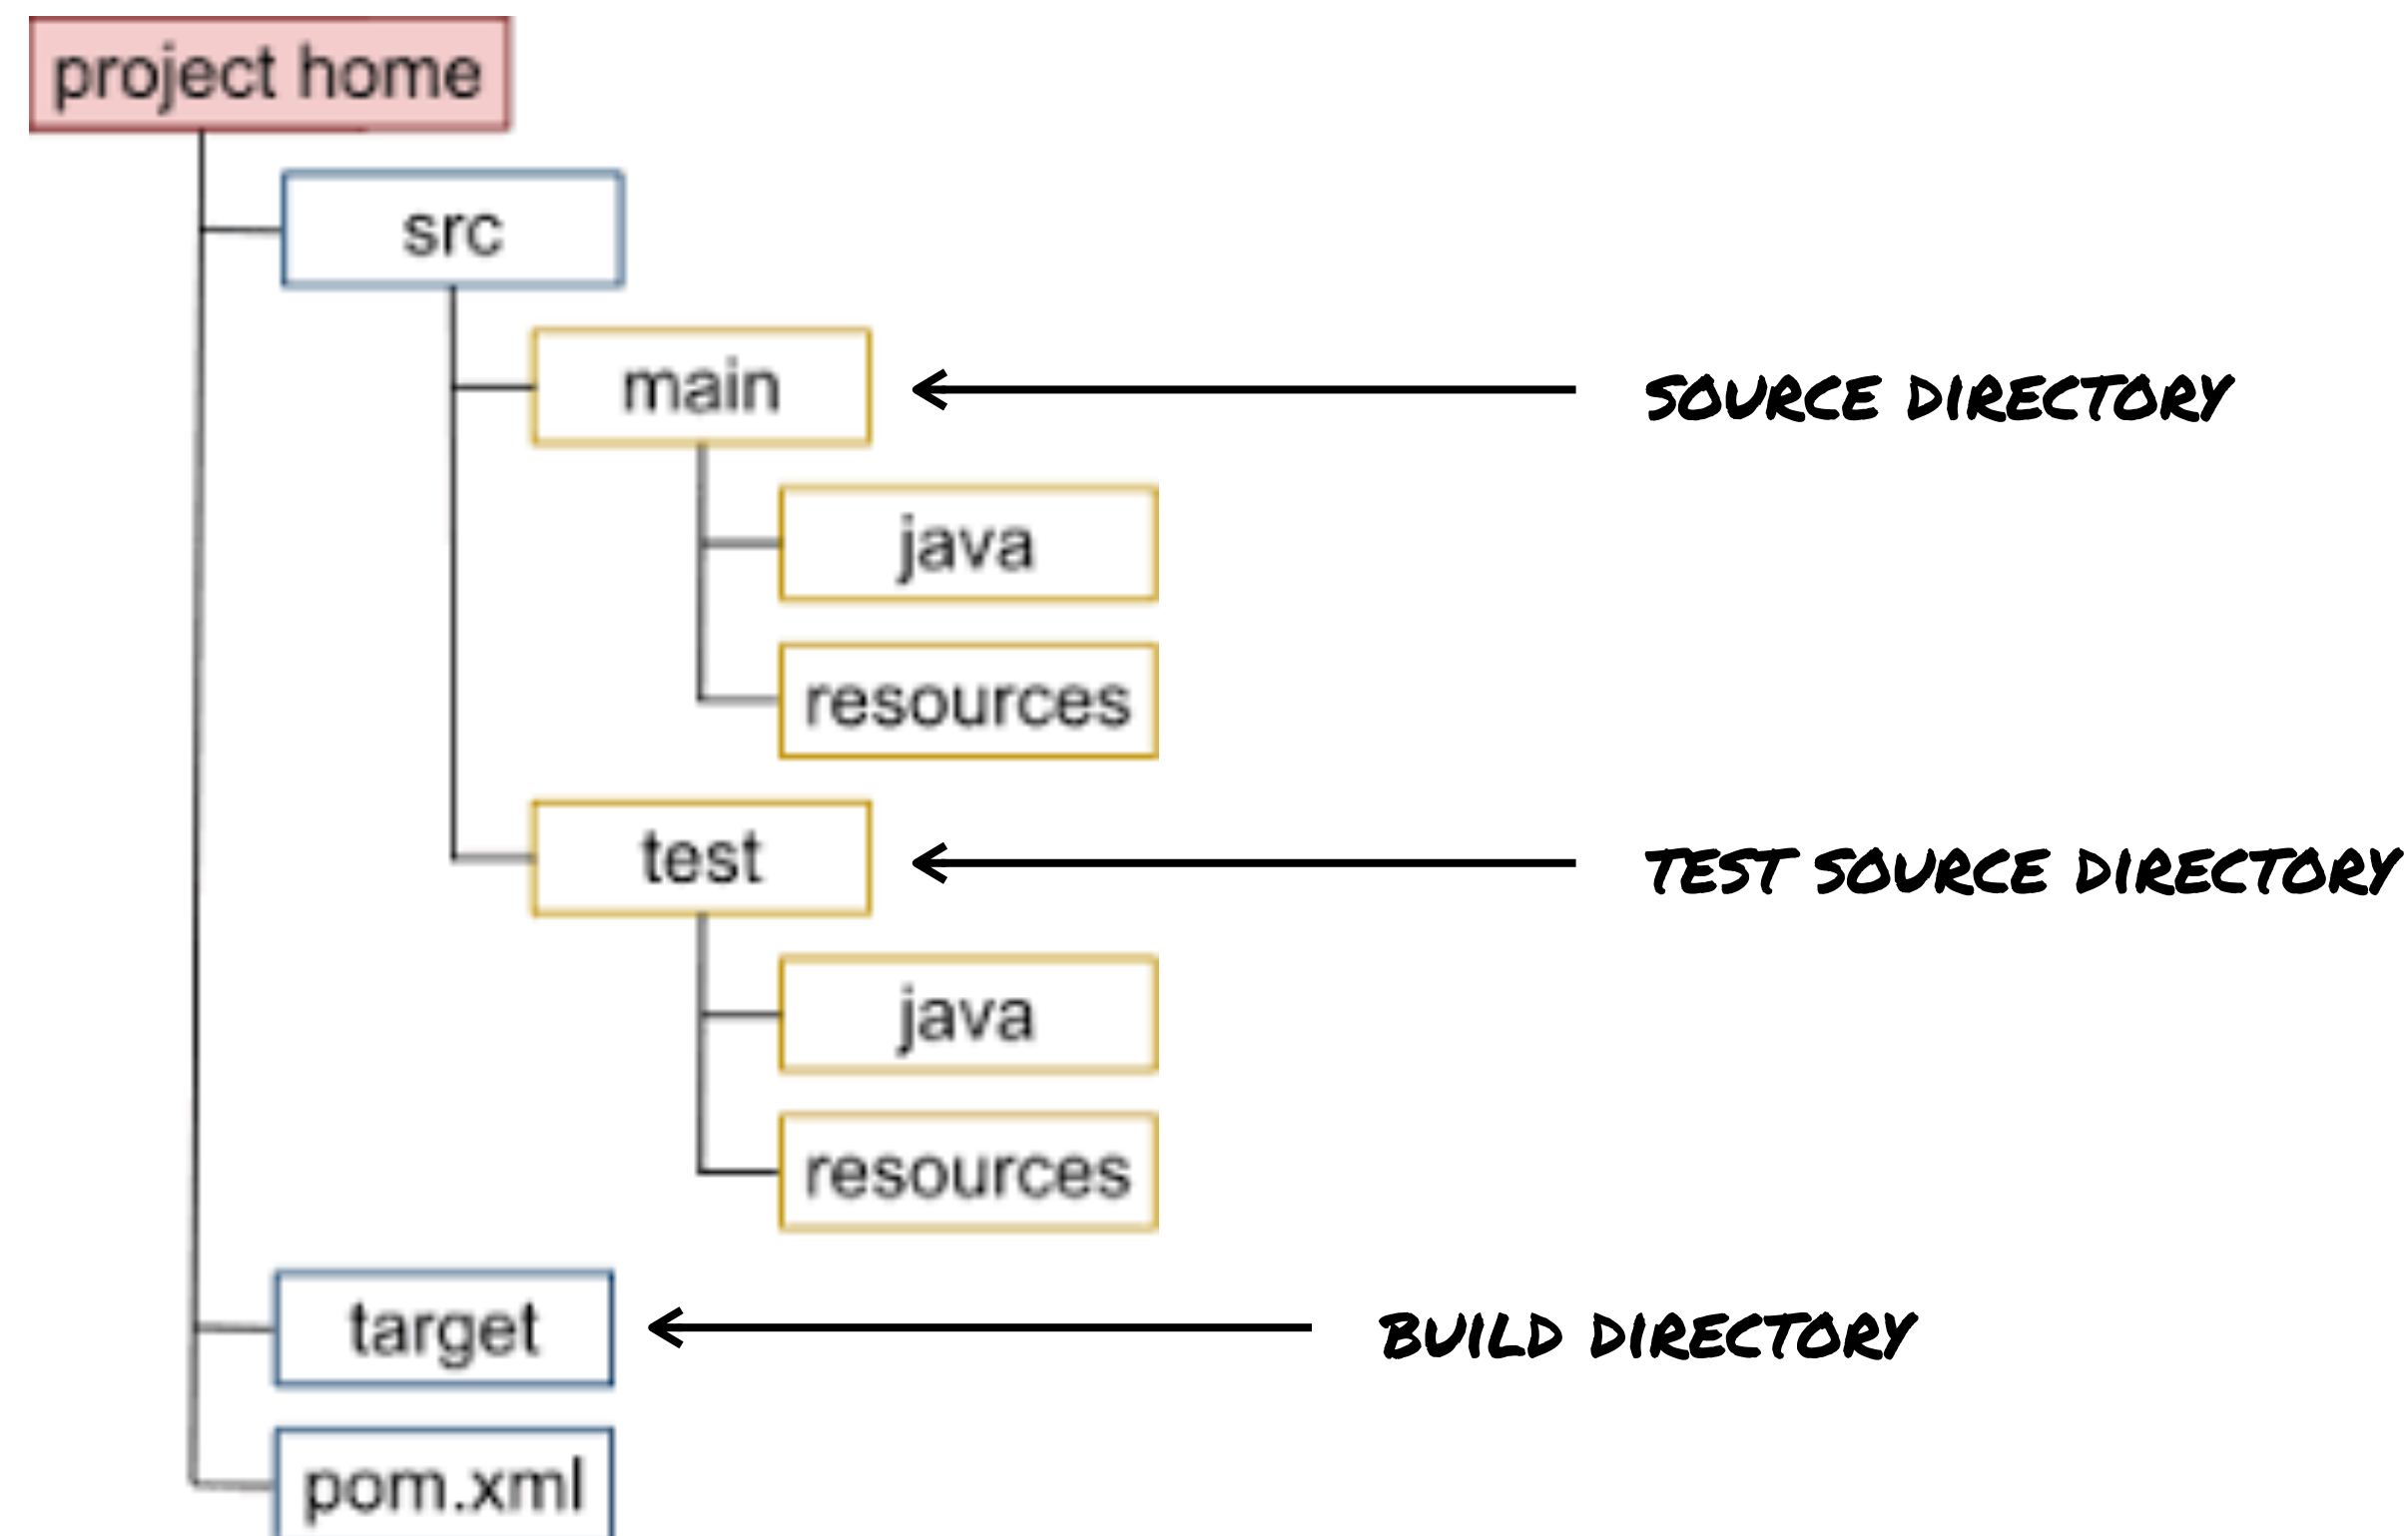 project home
src
main
SOURCE DIRECTORY
java
resources
test
TEST SOURCE DIRECTORY
java
resources
target
BUILD DIRECTORY
pom.xml